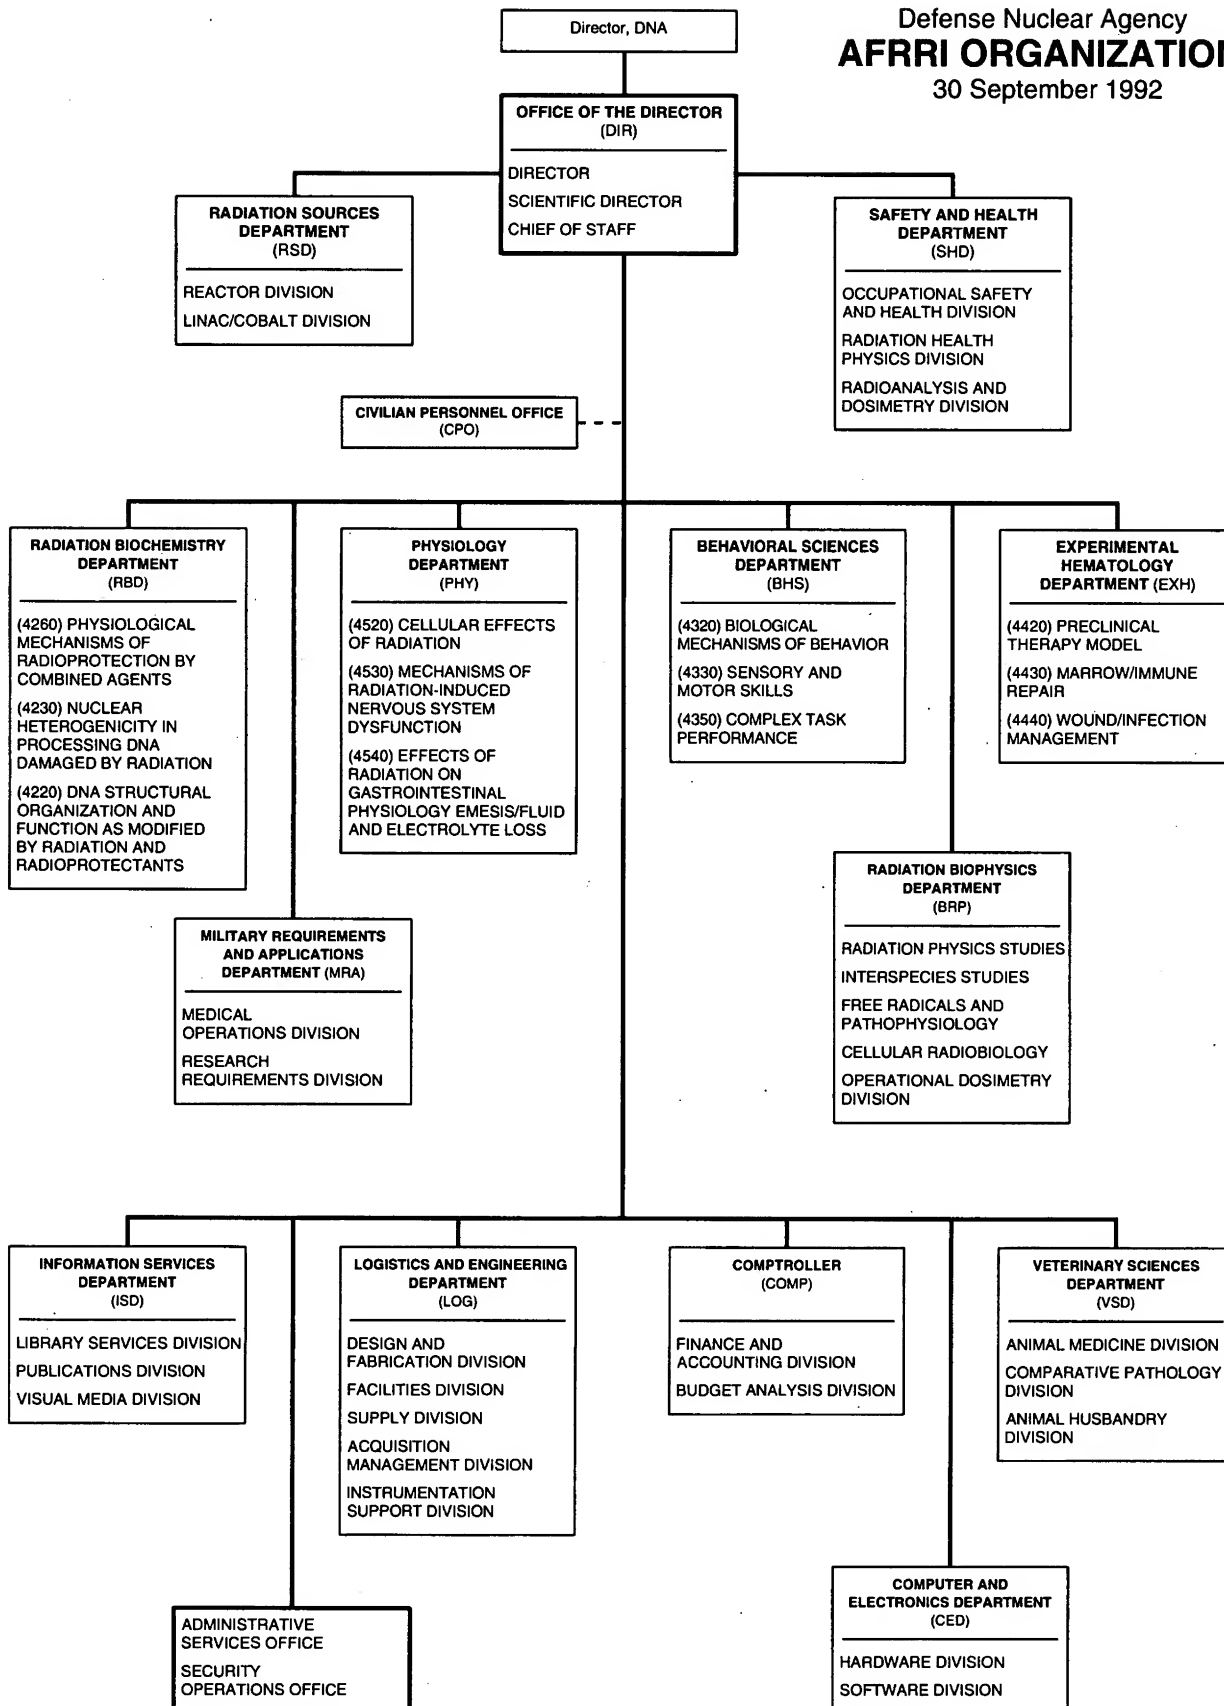 Director, DNA
Defense Nuclear Agency
AFRRI ORGANIZATION
30 September 1992
OFFICE OF THE DIRECTOR
(DIR)
DIRECTOR
SCIENTIFIC DIRECTOR
CHIEF OF STAFF
RADIATION SOURCES
DEPARTMENT
(RSD)
REACTOR DIVISION
LINAC/COBALT DIVISION
SAFETY AND HEALTH
DEPARTMENT
(SHD)
OCCUPATIONAL SAFETY
AND HEALTH DIVISION
RADIATION HEALTH
PHYSICS DIVISION
RADIOANALYSIS AND
DOSIMETRY DIVISION
CIVILIAN PERSONNEL OFFICE
(CPO)
RADIATION BIOCHEMISTRY
DEPARTMENT
(RBD)
(4260) PHYSIOLOGICAL
MECHANISMS OF
RADIOPROTECTION BY
COMBINED AGENTS
(4230) NUCLEAR
HETEROGENICITY IN
PROCESSING DNA
DAMAGED BY RADIATION
(4220) DNA STRUCTURAL
ORGANIZATION AND
FUNCTION AS MODIFIED
BY RADIATION AND
RADIOPROTECTANTS
PHYSIOLOGY
DEPARTMENT
(PHY)
(4520) CELLULAR EFFECTS
OF RADIATION
(4530) MECHANISMS OF
RADIATION-INDUCED
NERVOUS SYSTEM
DYSFUNCTION
(4540) EFFECTS OF
RADIATION ON
GASTROINTESTINAL
PHYSIOLOGY EMESIS/FLUID
AND ELECTROLYTE LOSS
BEHAVIORAL SCIENCES
DEPARTMENT
(BHS)
(4320) BIOLOGICAL
MECHANISMS OF BEHAVIOR
(4330) SENSORY AND
MOTOR SKILLS
(4350) COMPLEX TASK
PERFORMANCE
EXPERIMENTAL
HEMATOLOGY
DEPARTMENT (EXH)
(4420) PRECLINICAL
THERAPY MODEL
(4430) MARROW/IMMUNE
REPAIR
(4440) WOUND/INFECTION
MANAGEMENT
MILITARY REQUIREMENTS
AND APPLICATIONS
DEPARTMENT (MRA)
MEDICAL
OPERATIONS DIVISION
RESEARCH
REQUIREMENTS DIVISION
RADIATION BIOPHYSICS
DEPARTMENT
(BRP)
RADIATION PHYSICS STUDIES
INTERSPECIES STUDIES
FREE RADICALS AND
PATHOPHYSIOLOGY
CELLULAR RADIOBIOLOGY
OPERATIONAL DOSIMETRY
DIVISION
INFORMATION SERVICES
DEPARTMENT
(ISD)
LIBRARY SERVICES DIVISION
PUBLICATIONS DIVISION
VISUAL MEDIA DIVISION
LOGISTICS AND ENGINEERING
DEPARTMENT
(LOG)
DESIGN AND
FABRICATION DIVISION
FACILITIES DIVISION
SUPPLY DIVISION
ACQUISITION
MANAGEMENT DIVISION
INSTRUMENTATION
SUPPORT DIVISION
COMPTROLLER
(COMP)
FINANCE AND
ACCOUNTING DIVISION
BUDGET ANALYSIS DIVISION
VETERINARY SCIENCES
DEPARTMENT
(VSD)
ANIMAL MEDICINE DIVISION
COMPARATIVE PATHOLOGY
DIVISION
ANIMAL HUSBANDRY
DIVISION
ADMINISTRATIVE
SERVICES OFFICE
SECURITY
OPERATIONS OFFICE
COMPUTER AND
ELECTRONICS DEPARTMENT
(CED)
HARDWARE DIVISION
SOFTWARE DIVISION